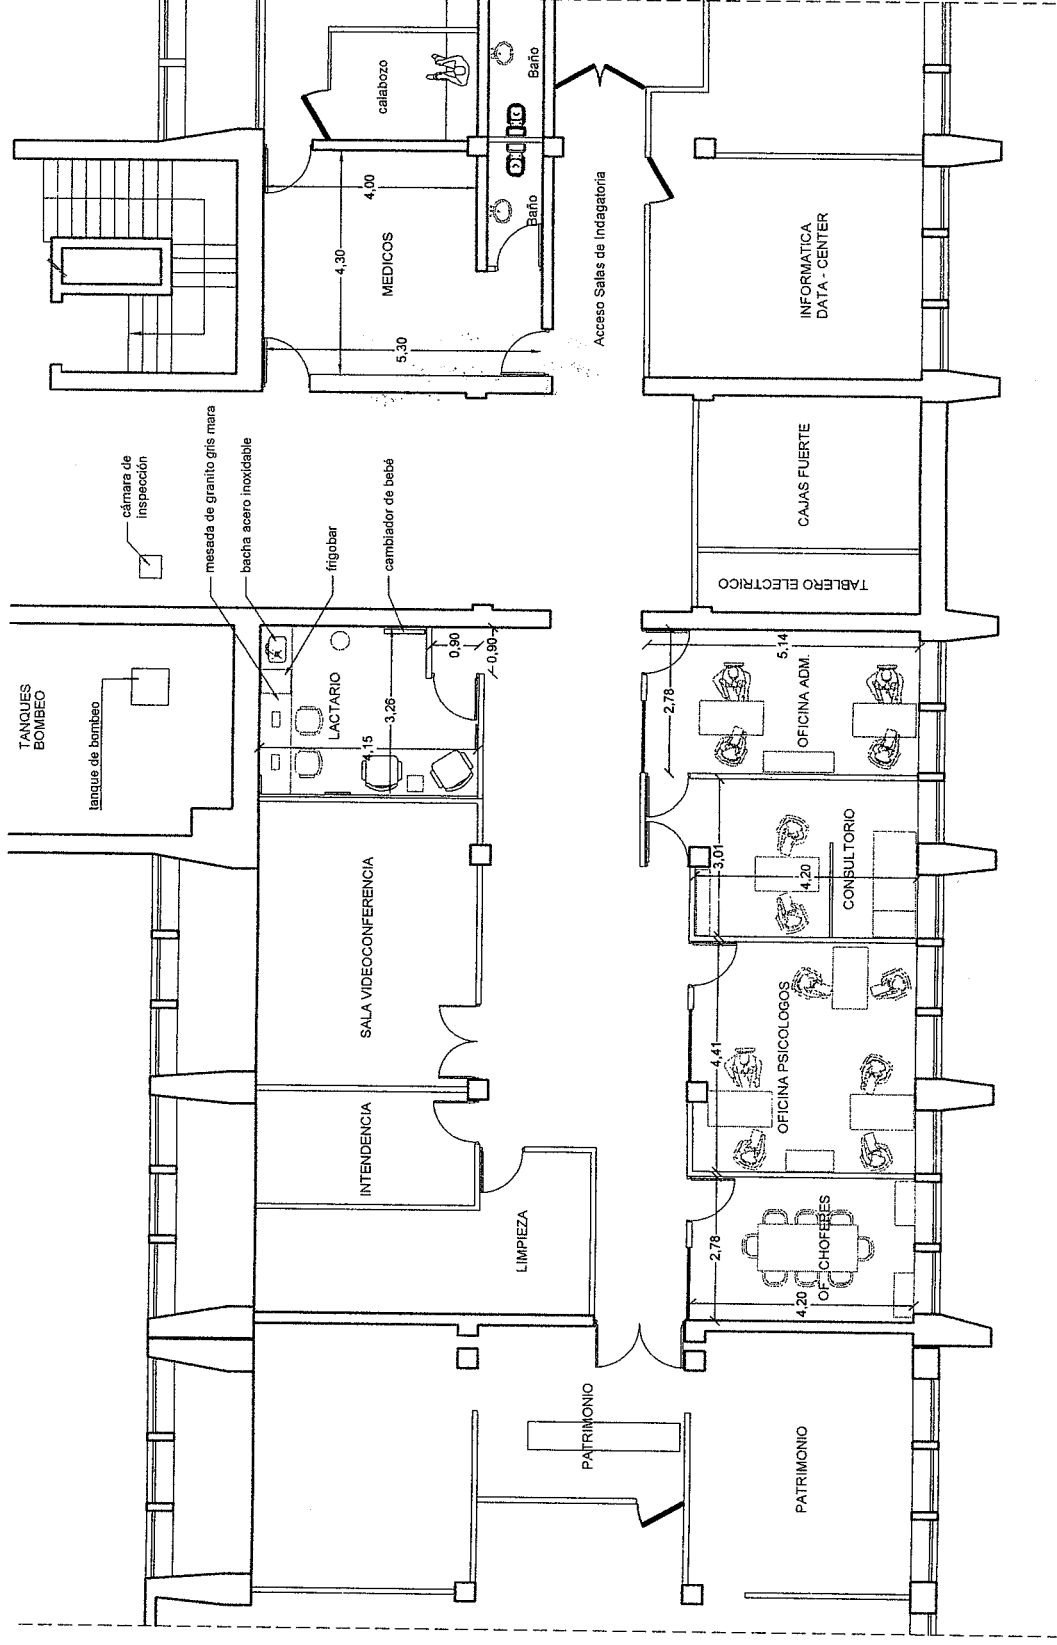 TANQUES
BOMBEO
tanque de bombeo
cámara de
inspección
mesada de granito gris mara
bacha acero inoxidable
frigobar
cambiador de bebé
calabozo
Baño
Baño
4,00
4,30
MEDICOS
5,30
Acceso Salas de Indagatoria
INFORMATICA
DATA - CENTER
CAJAS FUERTE
TABLERO ELECTRICO
LACTARIO
3,26
4,15
0,90
0,90
SALA VIDEOCONFERENCIA
INTENDENCIA
LIMPIEZA
PATRIMONIO
PATRIMONIO
OFICINA ADM.
5,14
2,78
CONSULTORIO
3,01
4,20
OFICINA PSICOLOGOS
4,41
OF. CHOFERES
2,78
4,20